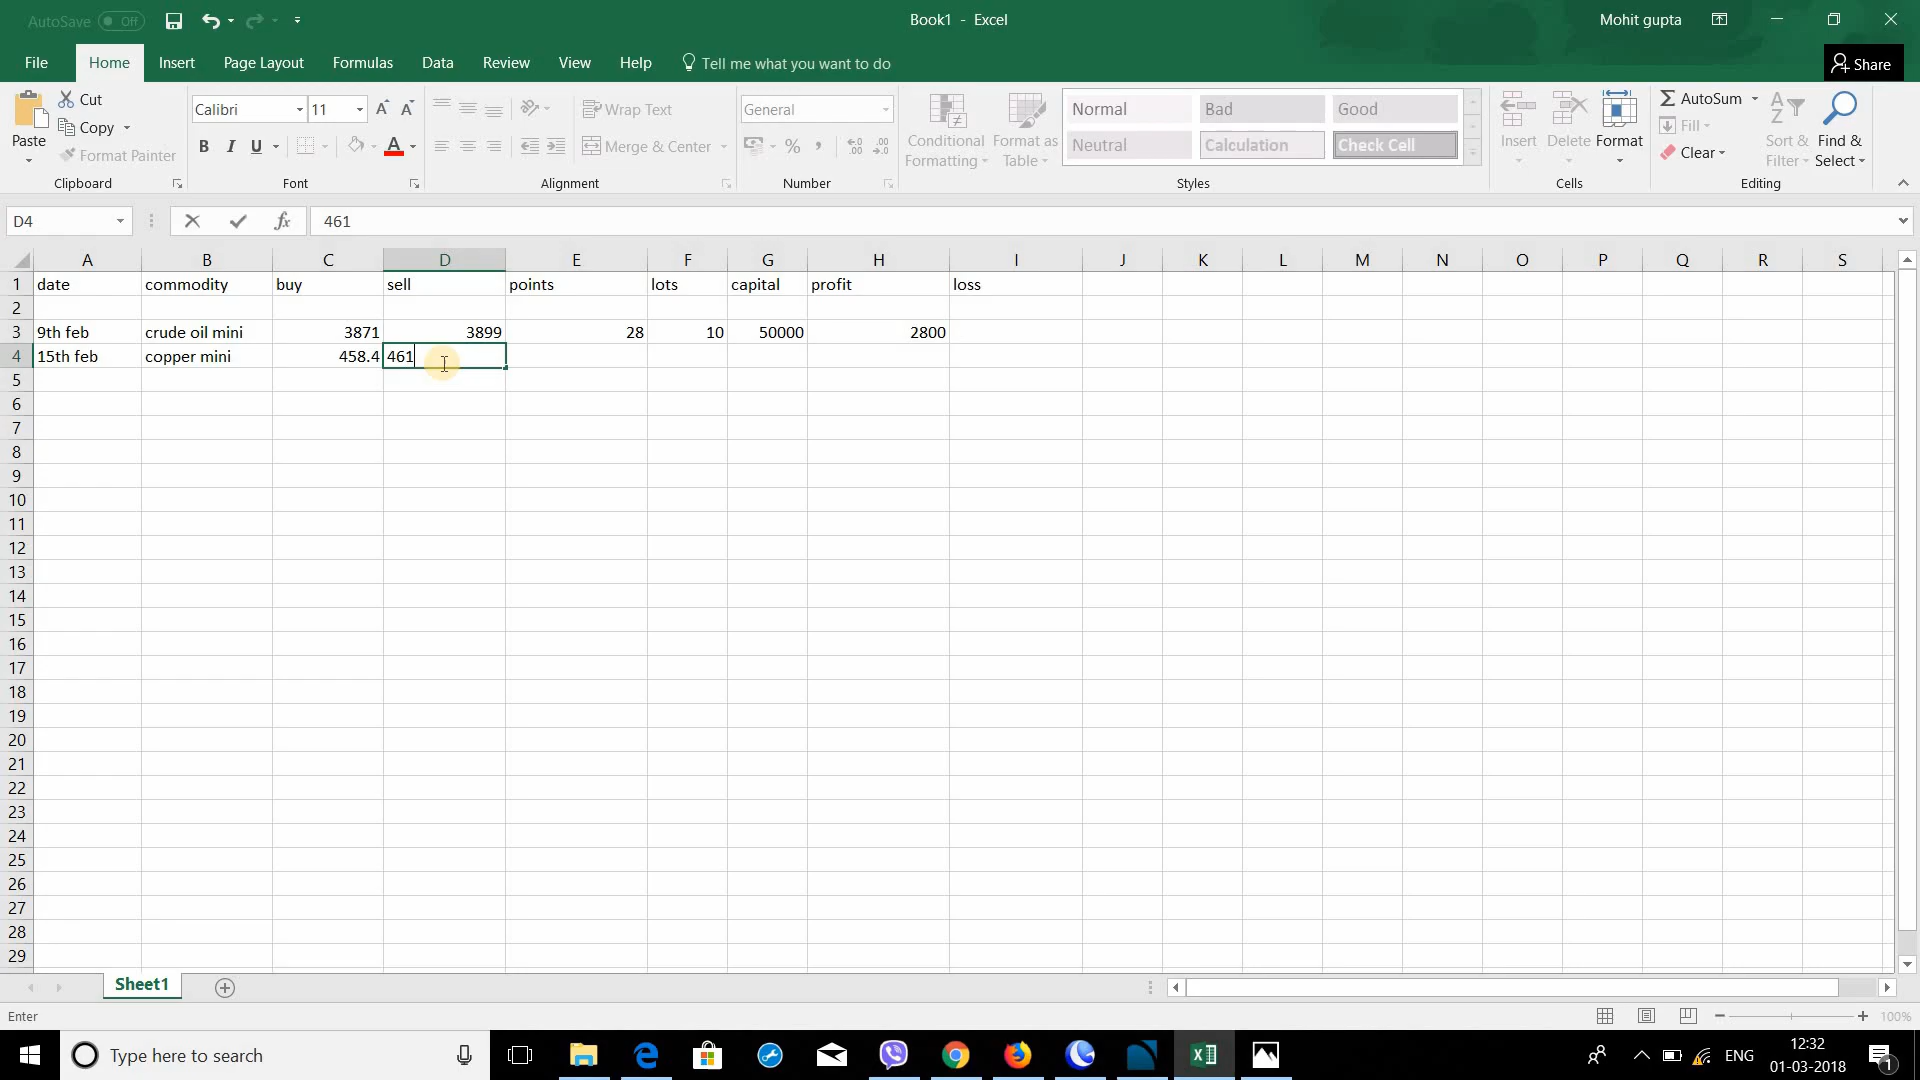 AutoSave Off
Book1 - Excel
Mohit gupta
File Home Insert Page Layout Formulas Data Review View Help Tell me what you want to do
Share
Paste
Cut
Copy
Format Painter
Clipboard
Calibri 11
B I U A
Font
Wrap Text
Merge & Center
Alignment
General
% ,
Number
Conditional Formatting
Format as Table
Normal Bad Good
Neutral Calculation Check Cell
Styles
Insert Delete Format
Cells
AutoSum
Fill
Clear
Sort & Filter
Find & Select
Editing
D4 fx 461
A B C D E F G H I J K L M N O P Q R S
1 date commodity buy sell points lots capital profit loss
2
3 9th feb crude oil mini 3871 3899 28 10 50000 2800
4 15th feb copper mini 458.4 461
5
6
7
8
9
10
11
12
13
14
15
16
17
18
19
20
21
22
23
24
25
26
27
28
29
Sheet1
Enter
100%
Type here to search
ENG
12:32
01-03-2018
1